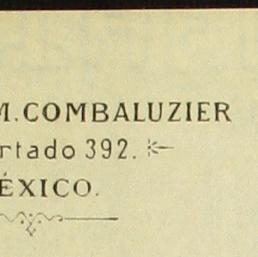 M. COMBALUZIER
rtado 392.
ÉXICO.